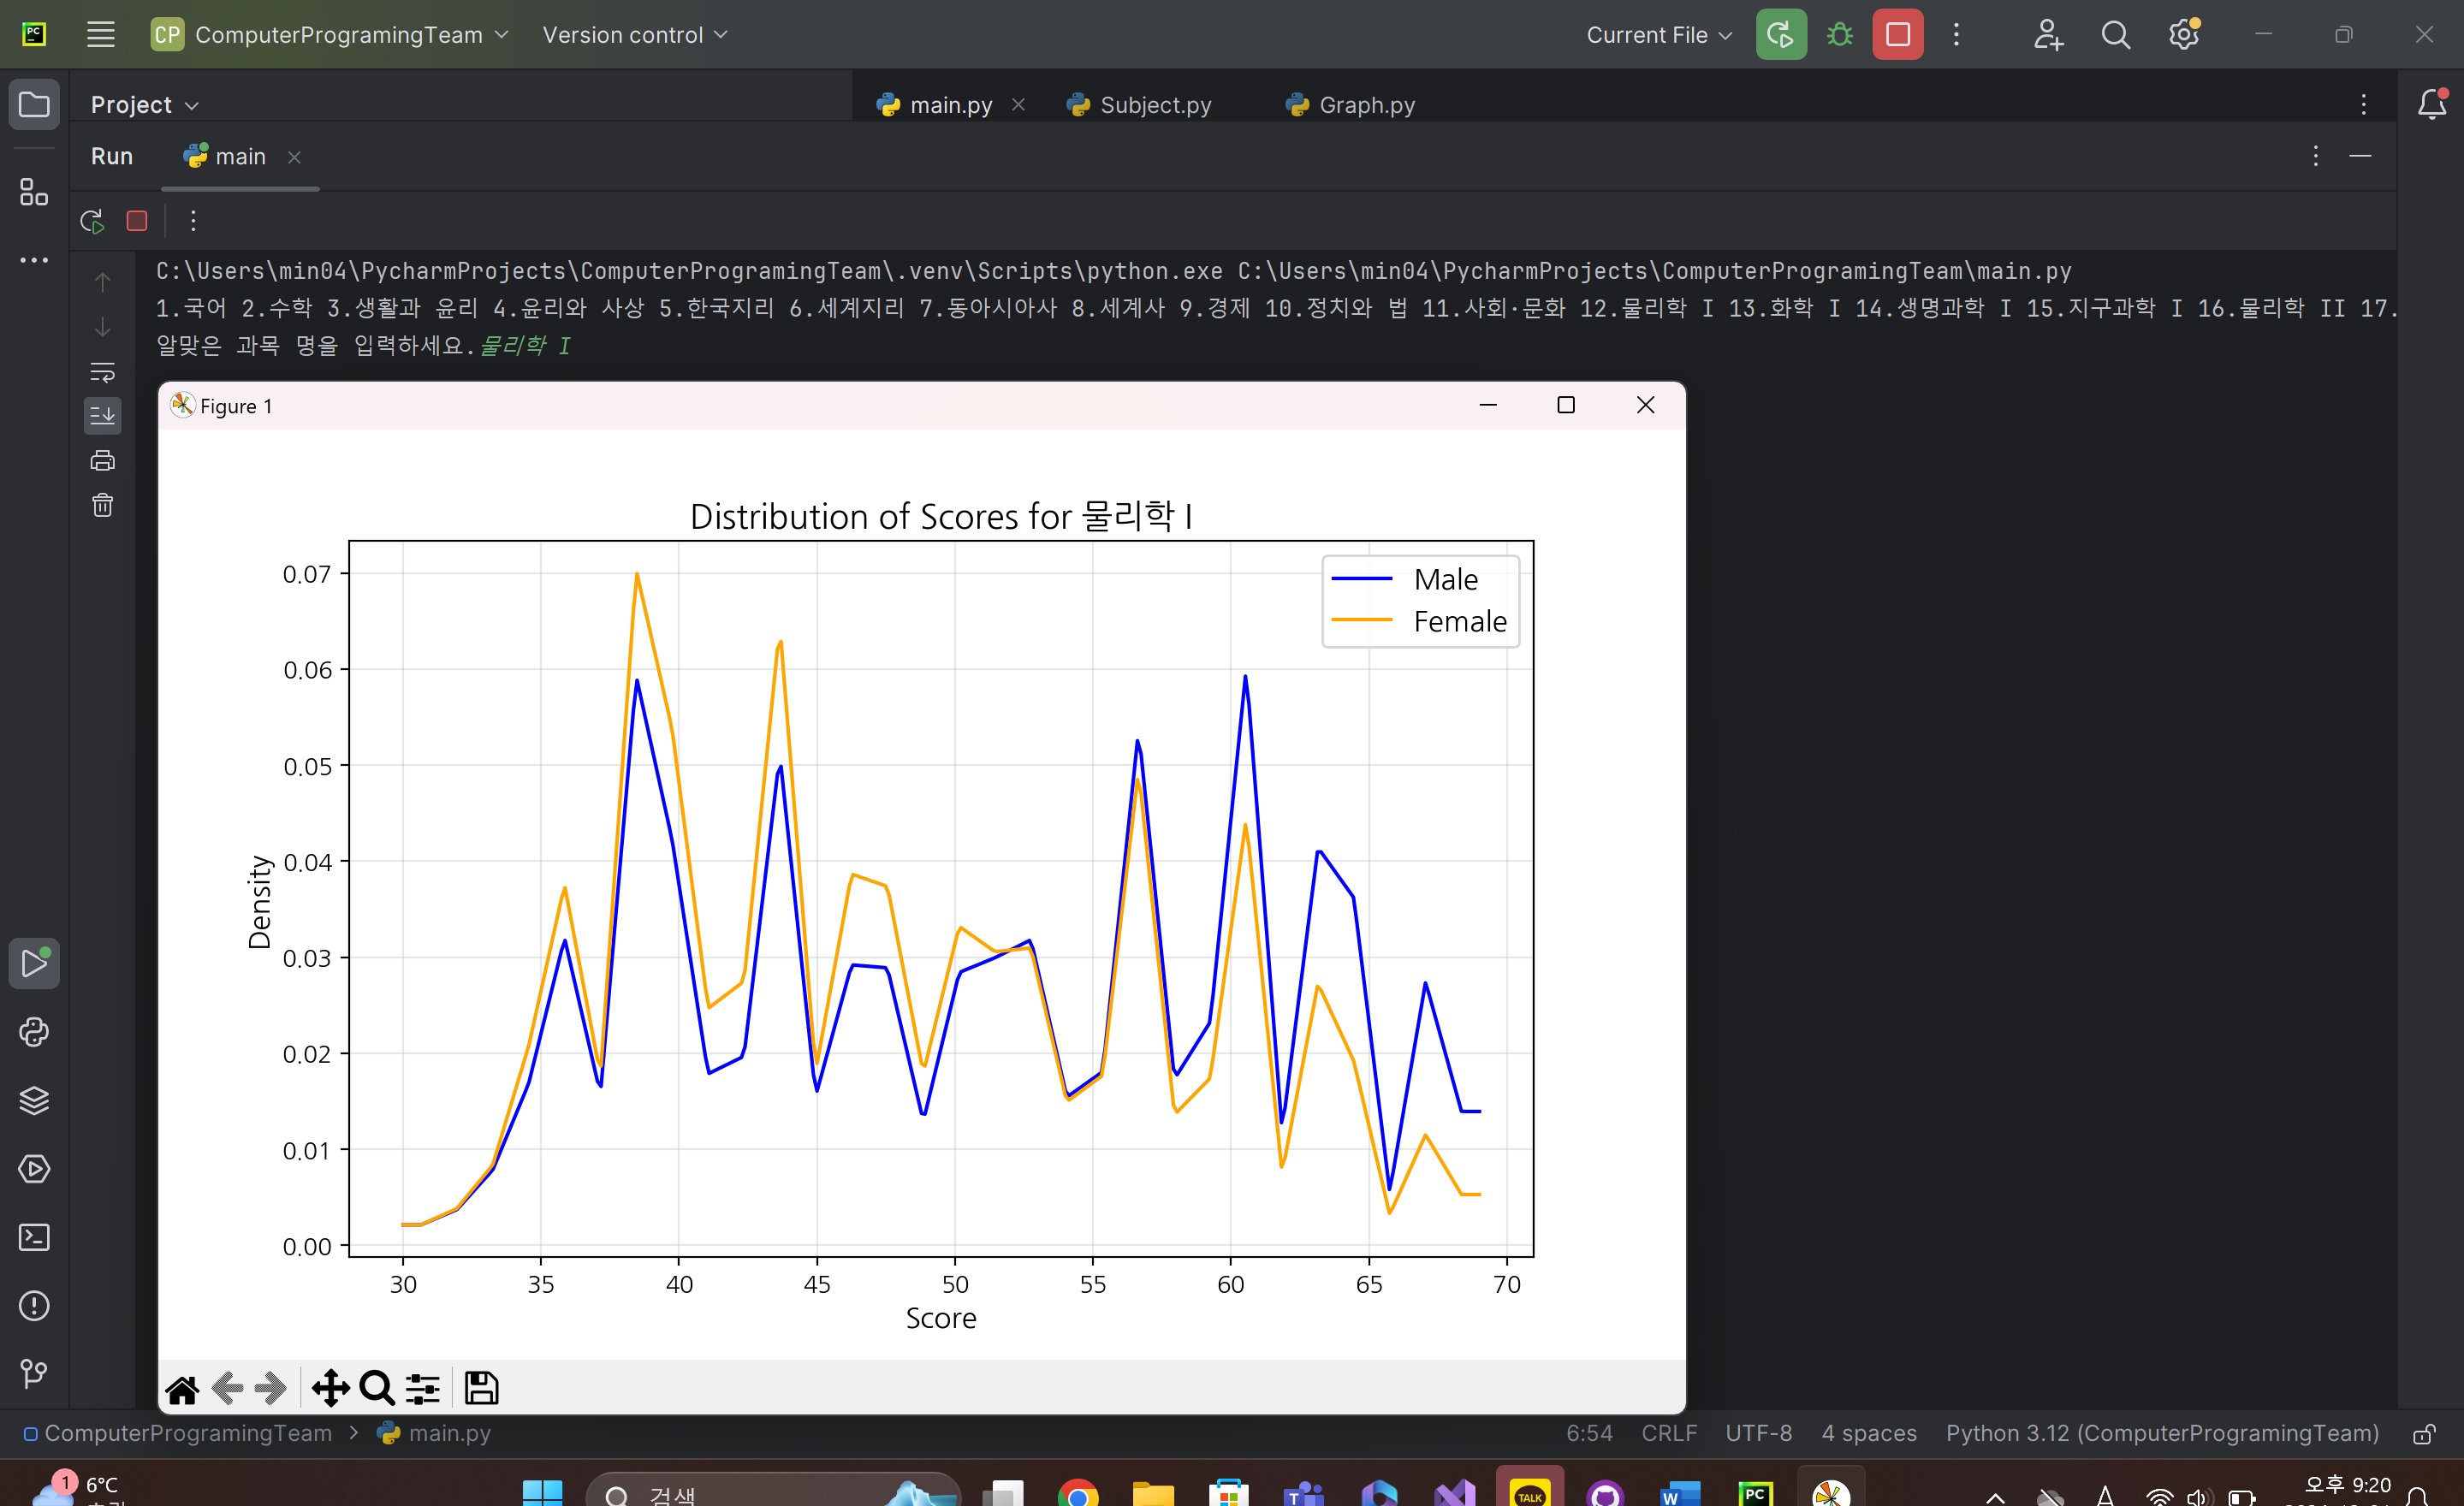 PC
CP ComputerProgramingTeam Version control Current File
Project main.py Subject.py Graph.py
Run main
C:\Users\min04\PycharmProjects\ComputerProgramingTeam\.venv\Scripts\python.exe C:\Users\min04\PycharmProjects\ComputerProgramingTeam\main.py
1.국어 2.수학 3.생활과 윤리 4.윤리와 사상 5.한국지리 6.세계지리 7.동아시아사 8.세계사 9.경제 10.정치와 법 11.사회·문화 12.물리학 I 13.화학 I 14.생명과학 I 15.지구과학 I 16.물리학 II 17.
알맞은 과목 명을 입력하세요.물리학 I
Figure 1
Distribution of Scores for 물리학 I
Male
Female
0.07
0.06
0.05
0.04
0.03
0.02
0.01
0.00
Density
30 35 40 45 50 55 60 65 70
Score
ComputerProgramingTeam > main.py 6:54 CRLF UTF-8 4 spaces Python 3.12 (ComputerProgramingTeam)
1 6°C
검색
TALK
PC
A
오후 9:20